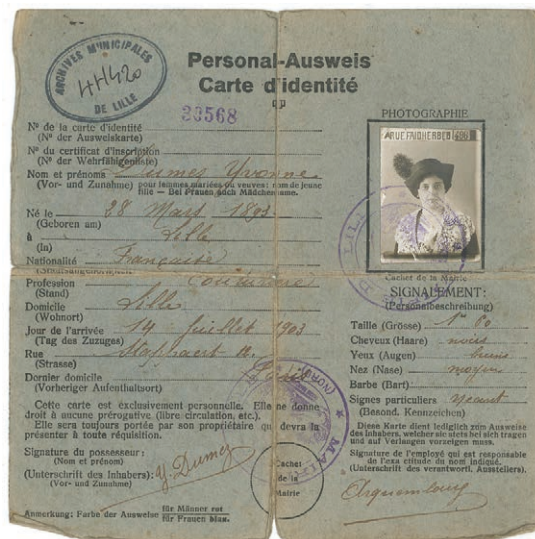 ARCHIVES MUNICIPALES
4H420
DE LILLE
Personal-Ausweis
Carte d'identité
Nº de la carte d'identité
(Nº der Ausweiskarte)
Nº du certificat d'inscription
(Nº der Wehrfähigenliste)
Nom et prénoms Dumez Yvonne
(Vor- und Zunahme) pour femmes mariées ou veuves: nom de jeune
fille — Bei Frauen auch Mädchenname.
Né le 28 Mars 1893
(Geboren am)
à Lille
(In)
Nationalité Française
Profession
(Stand)
Domicile Lille
(Wohnort)
Jour de l'arrivée 14 Juillet 1903
(Tag des Zuzuges)
Rue
(Strasse)
Dernier domicile
(Vorheriger Aufenthaltsort)
Cette carte est exclusivement personnelle. Elle ne donne
droit à aucune prérogative (libre circulation, etc.).
Elle sera toujours portée par son propriétaire qui devra la
présenter à toute réquisition.
Signature du possesseur:
(Nom et prénom)
Y. Dumez
(Unterschrift des Inhabers):
(Vor- und Zunahme)
Cachet
de la
Mairie
Anmerkung: Farbe der Ausweise für Männer rot
für Frauen blau.
PHOTOGRAPHIE
Cachet de la Mairie
SIGNALEMENT:
(Personalbeschreibung)
Taille (Grösse) 1m 60
Cheveux (Haare) noirs
Yeux (Augen) bruns
Nez (Nase) moyen
Barbe (Bart)
Signes particuliers néant
(Besond. Kennzeichen)
Diese Karte dient lediglich zum Ausweise
des Inhabers, welcher sie stets bei sich tragen
und auf Verlangen vorzeigen muss.
Signature de l'employé qui est responsable
de l'exactitude du nom indiqué.
(Unterschrift des verantwortl. Ausstellers).